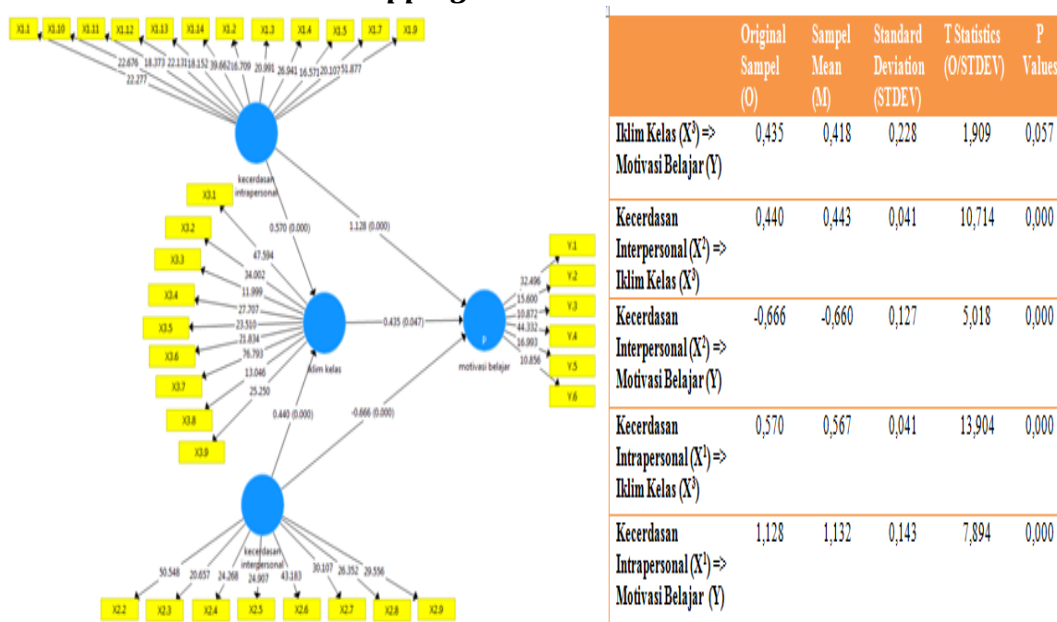 pping
X1.1 X1.10 X1.11 X1.12 X1.13 X1.14 X1.2 X1.3 X1.4 X1.5 X1.7 X1.9
22.277 22.676 18.373 22.131 18.152 39.662 16.709 20.991 26.941 16.571 20.107 51.877
kecerdasan
intrapersonal
X3.1
X3.2
X3.3
X3.4
X3.5
X3.6
X3.7
X3.8
X3.9
47.594
34.002
11.999
27.707
23.510
21.834
76.793
13.046
25.250
0.570 (0.000)
1.128 (0.000)
iklim kelas
0.435 (0.047)
P
motivasi belajar
32.496
15.600
10.872
44.332
16.993
10.856
Y.1
Y.2
Y.3
Y.4
Y.5
Y.6
0.440 (0.000)
-0.666 (0.000)
kecerdasan
interpersonal
50.548 20.657 24.268 24.907 43.183 30.107 26.352 29.556
X2.2 X2.3 X2.4 X2.5 X2.6 X2.7 X2.8 X2.9
Original Sampel Standard T Statistics P
Sampel Mean Deviation (O/STDEV) Values
(O) (M) (STDEV)
Iklim Kelas (X³) => 0,435 0,418 0,228 1,909 0,057
Motivasi Belajar (Y)
Kecerdasan 0,440 0,443 0,041 10,714 0,000
Interpersonal (X²) =>
Iklim Kelas (X³)
Kecerdasan -0,666 -0,660 0,127 5,018 0,000
Interpersonal (X²) =>
Motivasi Belajar (Y)
Kecerdasan 0,570 0,567 0,041 13,904 0,000
Intrapersonal (X¹) =>
Iklim Kelas (X³)
Kecerdasan 1,128 1,132 0,143 7,894 0,000
Intrapersonal (X¹) =>
Motivasi Belajar (Y)